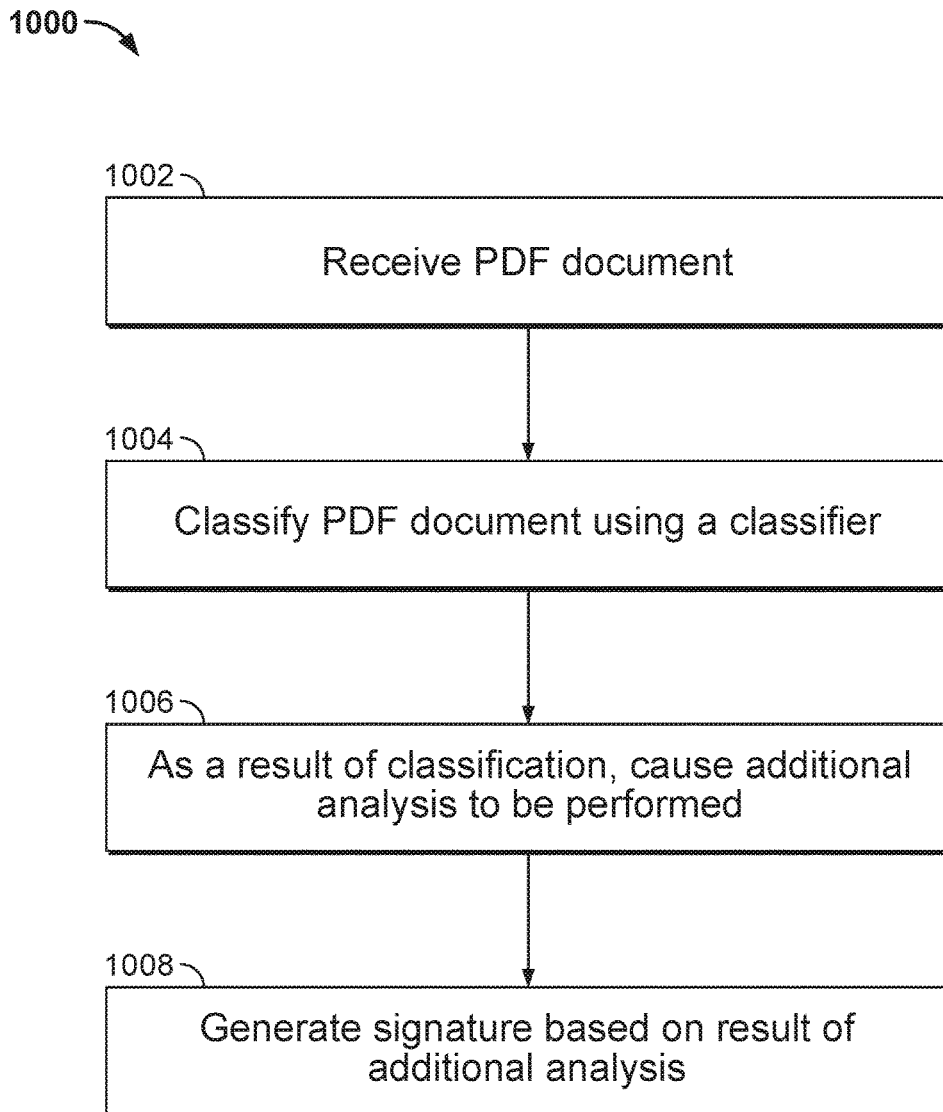 1000
1002
Receive PDF document
1004
Classify PDF document using a classifier
1006
As a result of classification, cause additional
analysis to be performed
1008
Generate signature based on result of
additional analysis